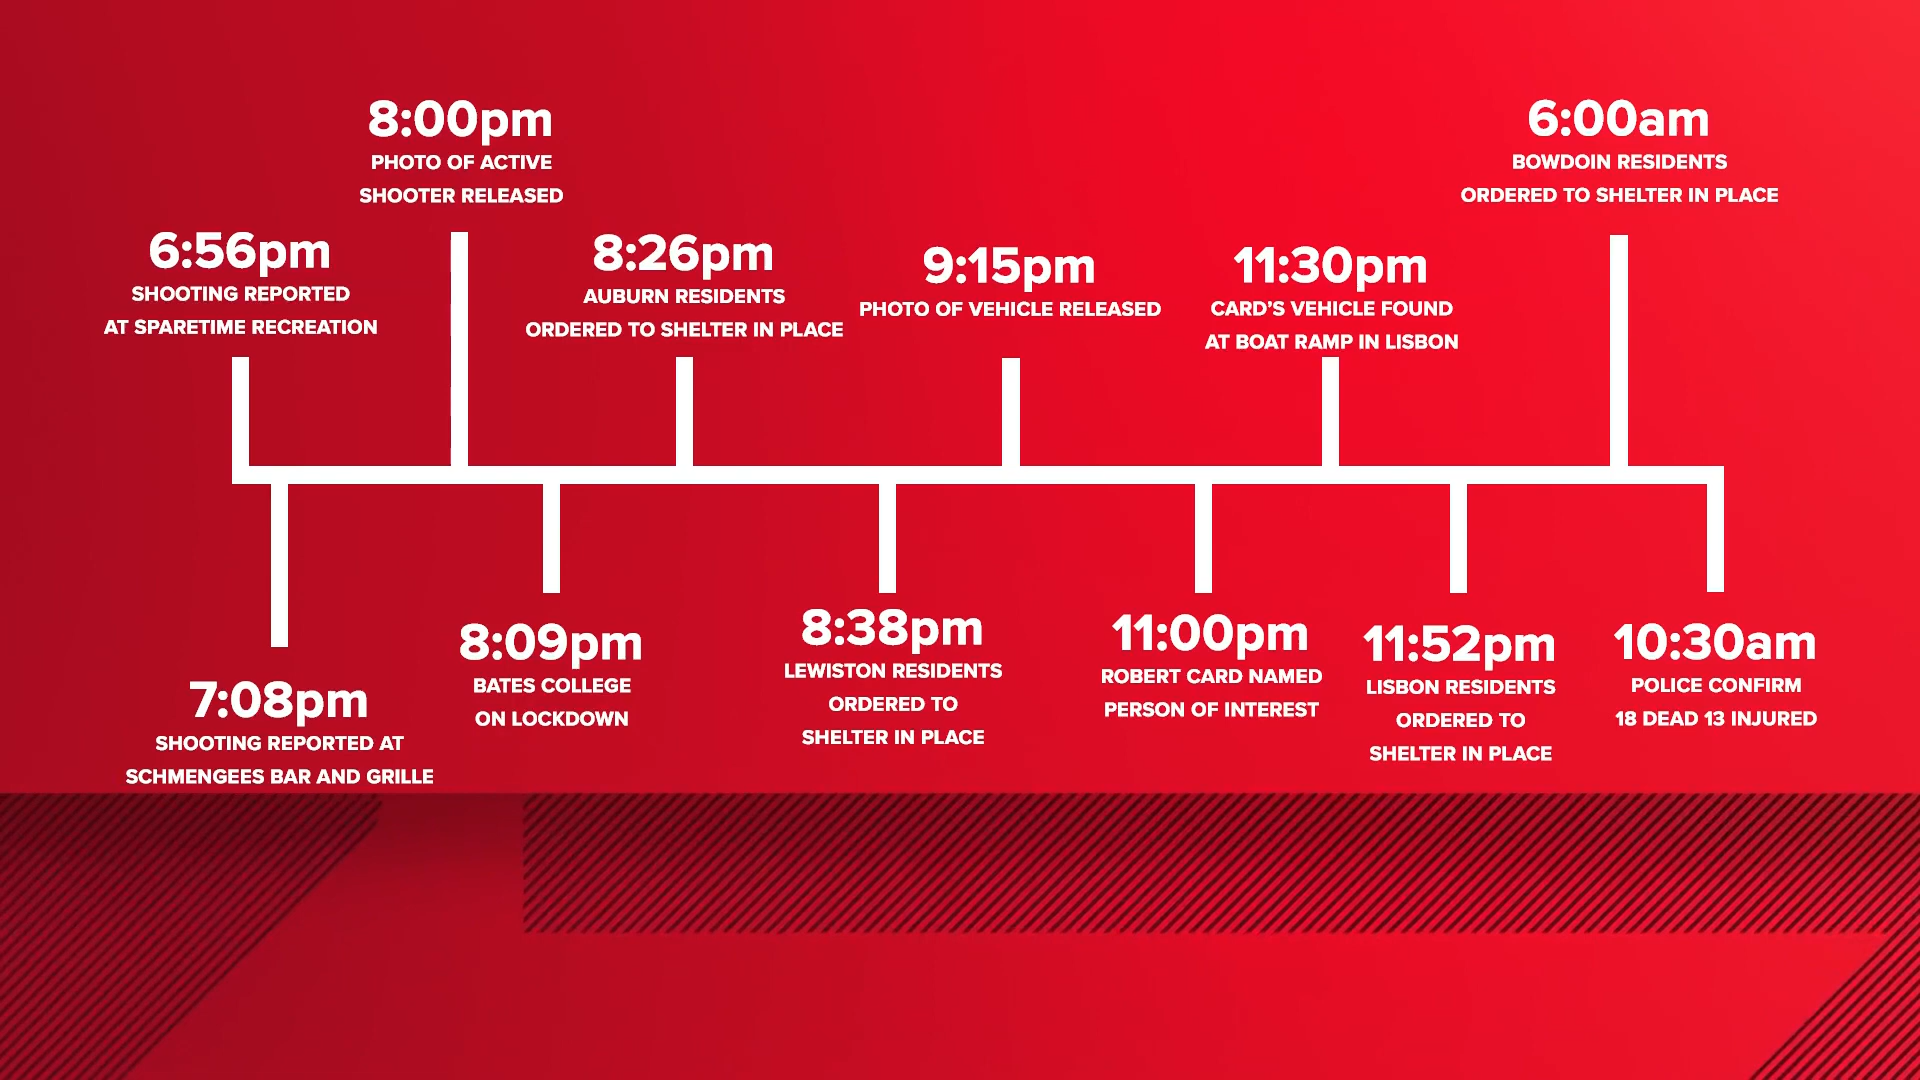 6:56pm
SHOOTING REPORTED
AT SPARETIME RECREATION
7:08pm
SHOOTING REPORTED AT
SCHMENGEES BAR AND GRILLE
8:00pm
PHOTO OF ACTIVE
SHOOTER RELEASED
8:09pm
BATES COLLEGE
ON LOCKDOWN
8:26pm
AUBURN RESIDENTS
ORDERED TO SHELTER IN PLACE
8:38pm
LEWISTON RESIDENTS
ORDERED TO
SHELTER IN PLACE
9:15pm
PHOTO OF VEHICLE RELEASED
11:00pm
ROBERT CARD NAMED
PERSON OF INTEREST
11:30pm
CARD'S VEHICLE FOUND
AT BOAT RAMP IN LISBON
11:52pm
LISBON RESIDENTS
ORDERED TO
SHELTER IN PLACE
6:00am
BOWDOIN RESIDENTS
ORDERED TO SHELTER IN PLACE
10:30am
POLICE CONFIRM
18 DEAD 13 INJURED